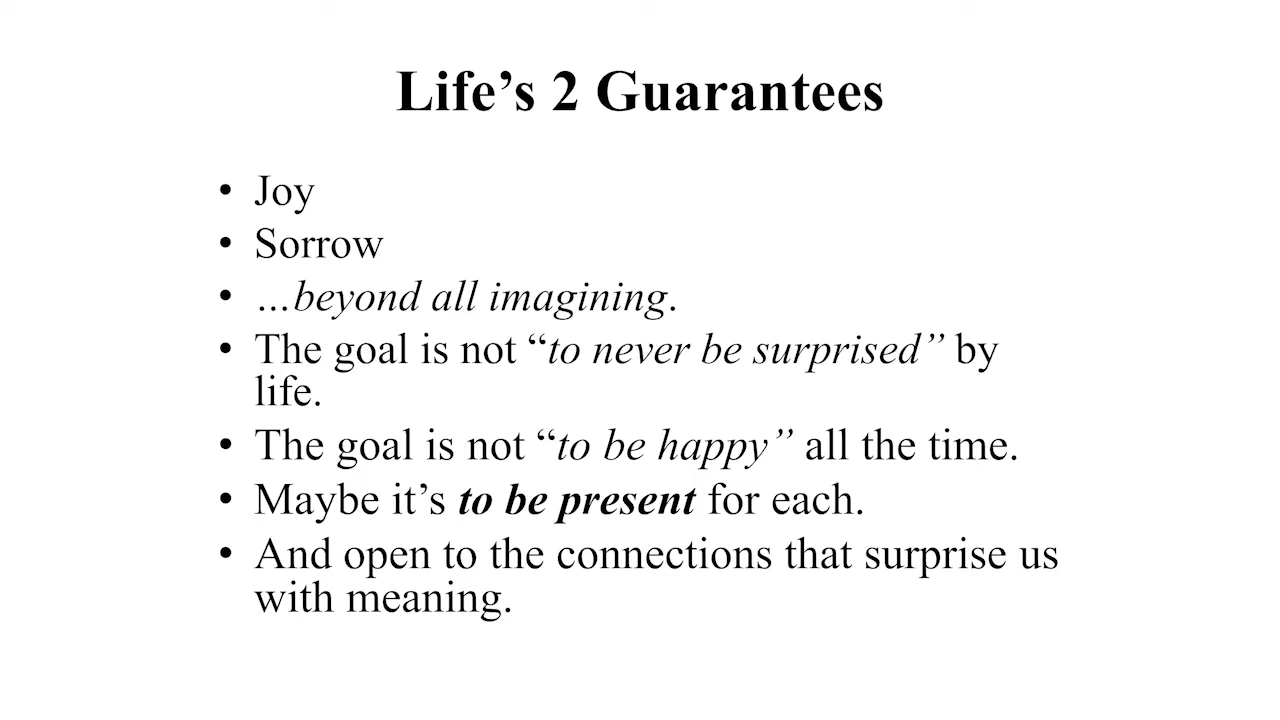 Life’s 2 Guarantees
• Joy
• Sorrow
• …beyond all imagining.
• The goal is not “to never be surprised” by
life.
• The goal is not “to be happy” all the time.
• Maybe it’s to be present for each.
• And open to the connections that surprise us
with meaning.